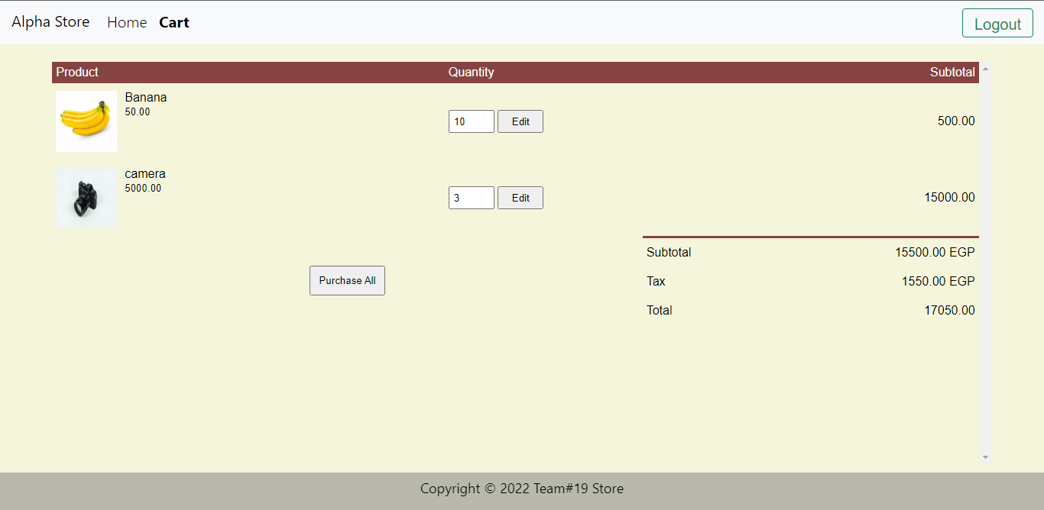 Alpha Store Home Cart Logout
Product Quantity Subtotal
Banana
50.00
10 Edit 500.00
camera
5000.00
3 Edit 15000.00
Subtotal 15500.00 EGP
Purchase All
Tax 1550.00 EGP
Total 17050.00
Copyright © 2022 Team#19 Store